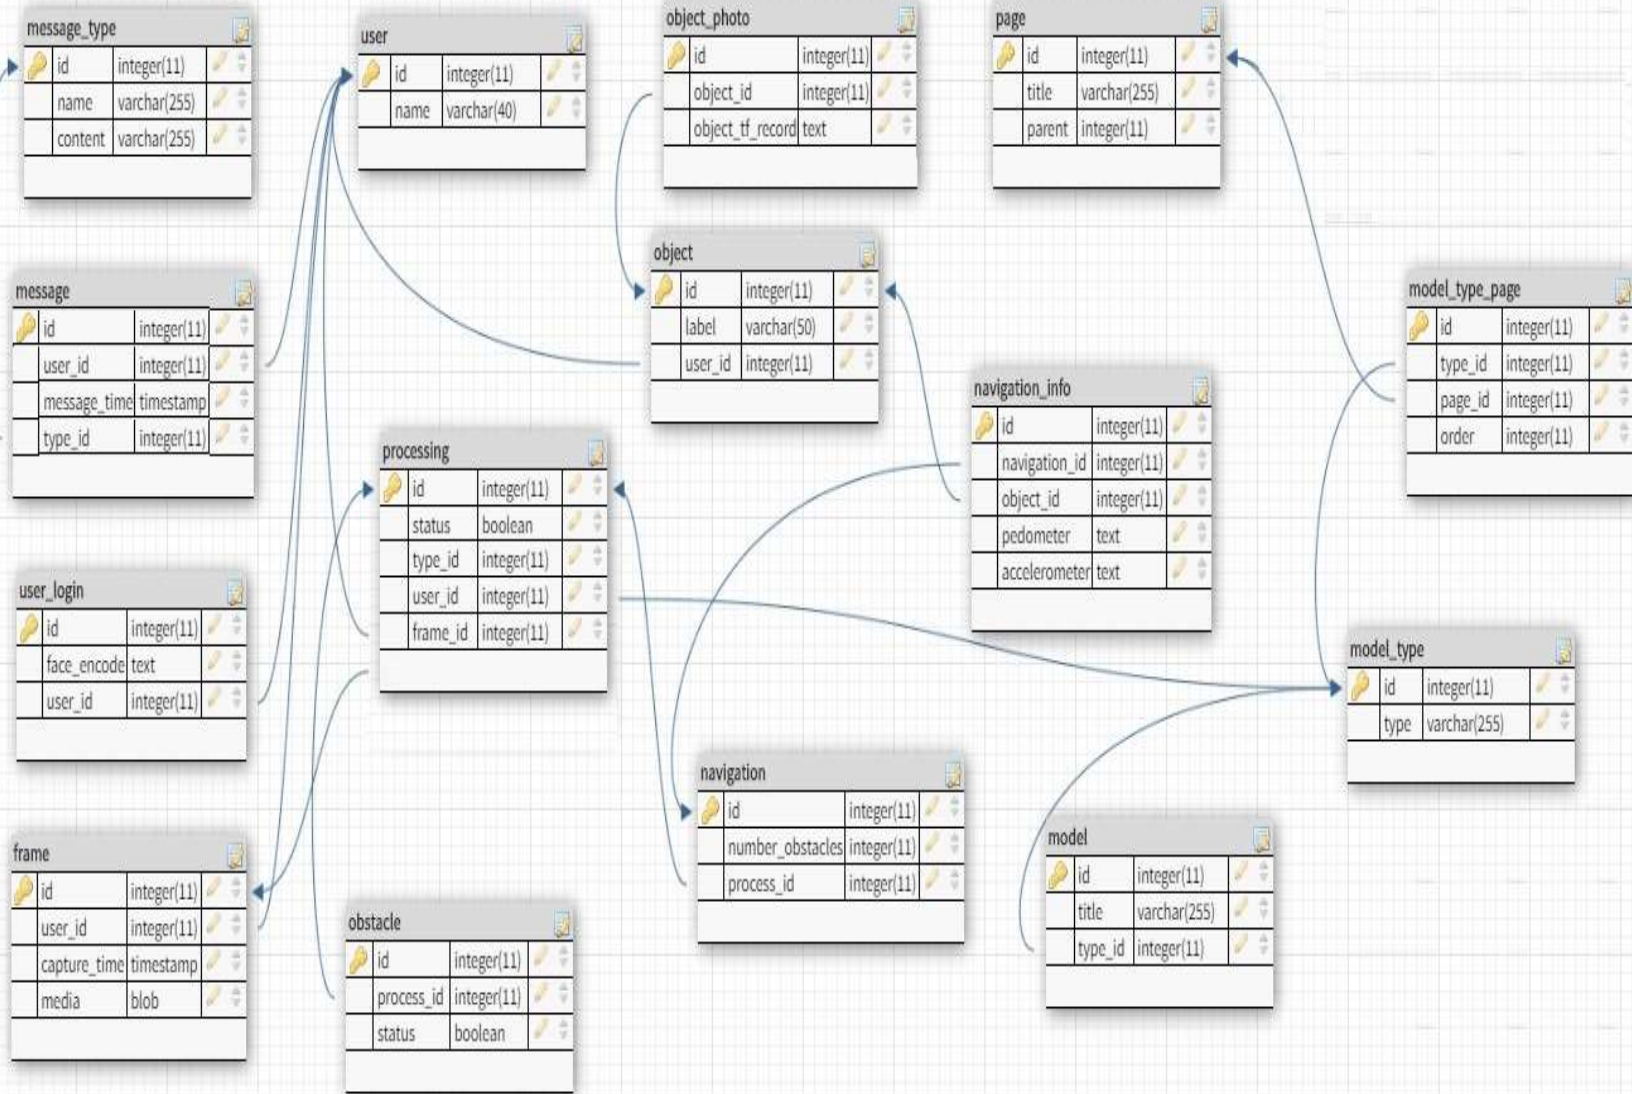 message_type
id integer(11)
name varchar(255)
content varchar(255)
user
id integer(11)
name varchar(40)
object_photo
id integer(11)
object_id integer(11)
object_tf_record text
page
id integer(11)
title varchar(255)
parent integer(11)
message
id integer(11)
user_id integer(11)
message_time timestamp
type_id integer(11)
object
id integer(11)
label varchar(50)
user_id integer(11)
model_type_page
id integer(11)
type_id integer(11)
page_id integer(11)
order integer(11)
navigation_info
id integer(11)
navigation_id integer(11)
object_id integer(11)
pedometer text
accelerometer text
processing
id integer(11)
status boolean
type_id integer(11)
user_id integer(11)
frame_id integer(11)
user_login
id integer(11)
face_encode text
user_id integer(11)
model_type
id integer(11)
type varchar(255)
navigation
id integer(11)
number_obstacles integer(11)
process_id integer(11)
model
id integer(11)
title varchar(255)
type_id integer(11)
frame
id integer(11)
user_id integer(11)
capture_time timestamp
media blob
obstacle
id integer(11)
process_id integer(11)
status boolean